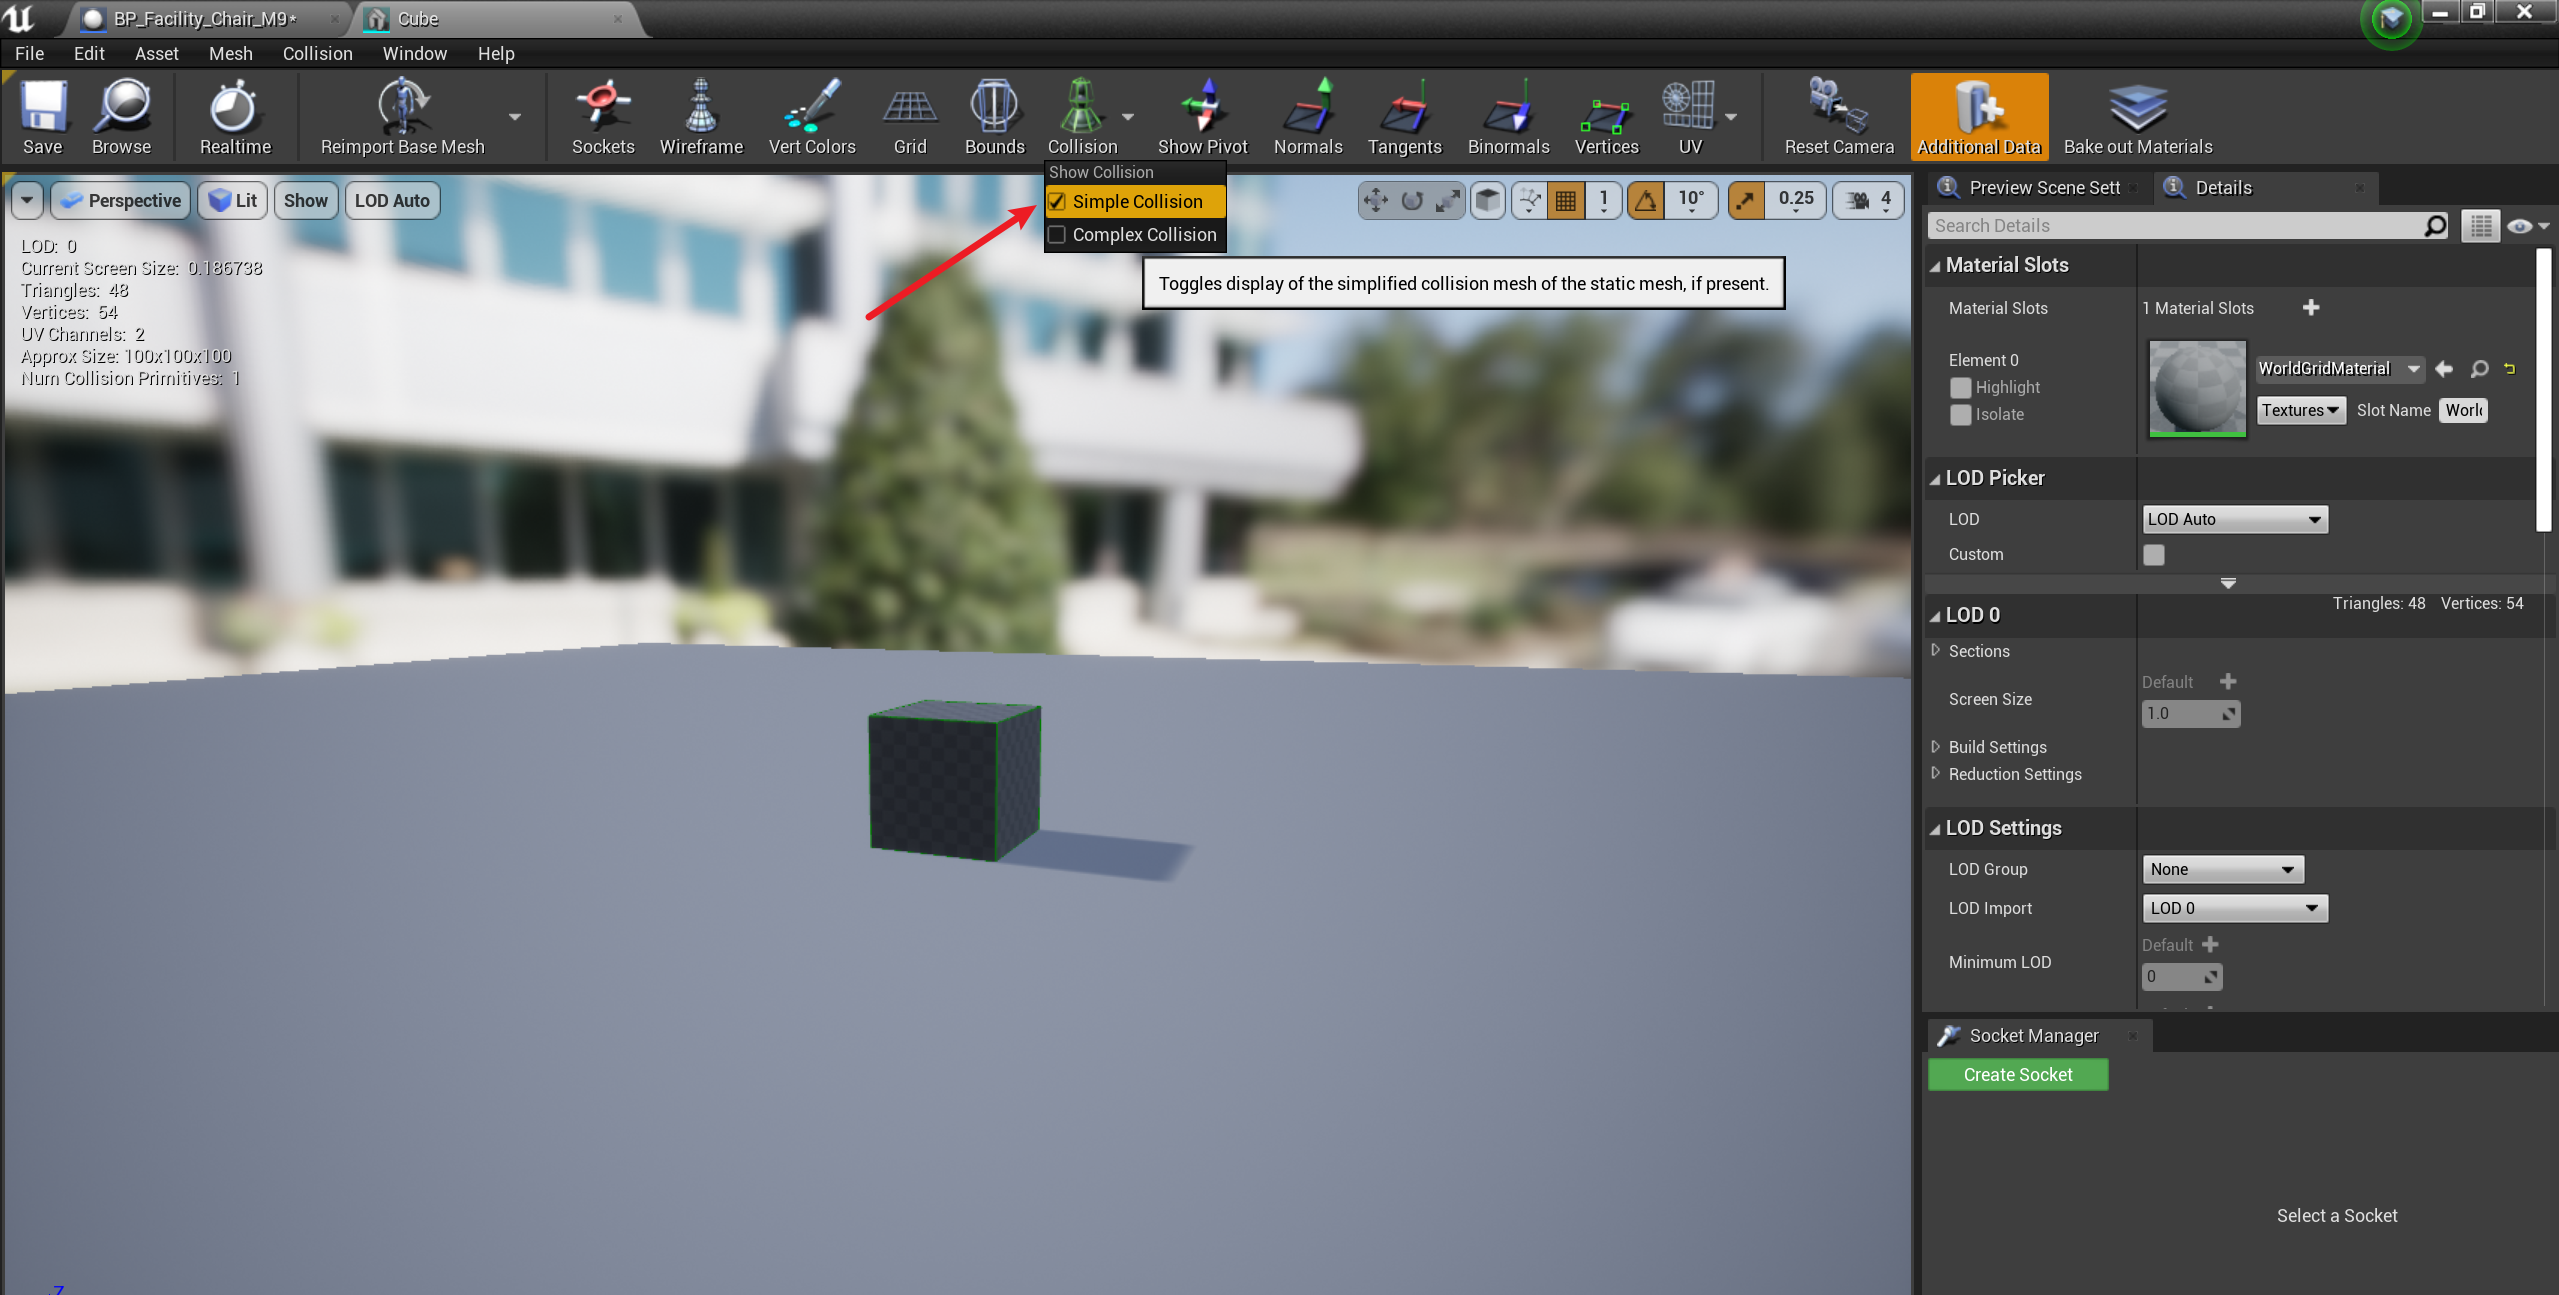 BP_Facility_Chair_M9*
Cube
File Edit Asset Mesh Collision Window Help
Save Browse Realtime Reimport Base Mesh Sockets Wireframe Vert Colors Grid Bounds Collision Show Pivot Normals Tangents Binormals Vertices UV Reset Camera Additional Data Bake out Materials
Show Collision
Simple Collision
Complex Collision
Toggles display of the simplified collision mesh of the static mesh, if present.
Perspective Lit Show LOD Auto
1 10° 0.25 4
LOD: 0
Current Screen Size: 0.186738
Triangles: 48
Vertices: 54
UV Channels: 2
Approx Size: 100x100x100
Num Collision Primitives: 1
Z
Preview Scene Sett Details
Search Details
Material Slots
Material Slots 1 Material Slots
Element 0
Highlight
Isolate
WorldGridMaterial
Textures Slot Name
LOD Picker
LOD LOD Auto
Custom
LOD 0 Triangles: 48 Vertices: 54
Sections
Screen Size Default
1.0
Build Settings
Reduction Settings
LOD Settings
LOD Group None
LOD Import LOD 0
Minimum LOD Default
0
Socket Manager
Create Socket
Select a Socket